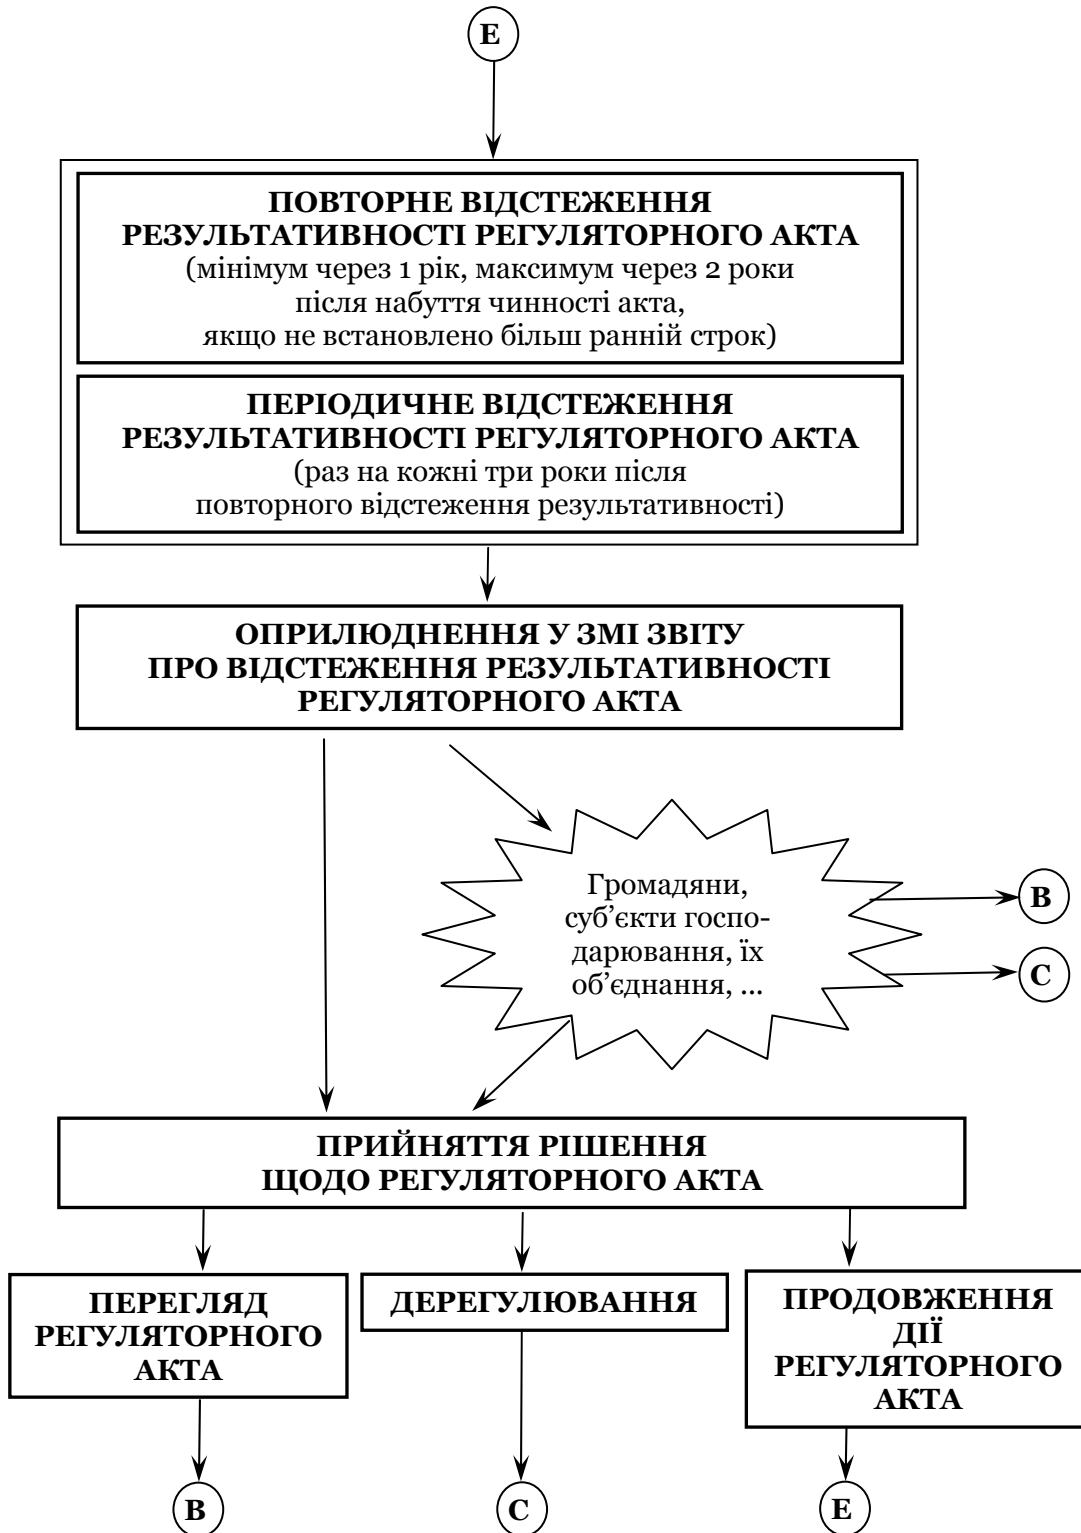 Е
ПОВТОРНЕ ВІДСТЕЖЕННЯ
РЕЗУЛЬТАТИВНОСТІ РЕГУЛЯТОРНОГО АКТА
(мінімум через 1 рік, максимум через 2 роки
після набуття чинності акта,
якщо не встановлено більш ранній строк)
ПЕРІОДИЧНЕ ВІДСТЕЖЕННЯ
РЕЗУЛЬТАТИВНОСТІ РЕГУЛЯТОРНОГО АКТА
(раз на кожні три роки після
повторного відстеження результативності)
ОПРИЛЮДНЕННЯ У ЗМІ ЗВІТУ
ПРО ВІДСТЕЖЕННЯ РЕЗУЛЬТАТИВНОСТІ
РЕГУЛЯТОРНОГО АКТА
Громадяни,
суб’єкти госпо-
дарювання, їх
об’єднання, ...
В
С
ПРИЙНЯТТЯ РІШЕННЯ
ЩОДО РЕГУЛЯТОРНОГО АКТА
ПЕРЕГЛЯД
РЕГУЛЯТОРНОГО
АКТА
ДЕРЕГУЛЮВАННЯ
ПРОДОВЖЕННЯ
ДІЇ
РЕГУЛЯТОРНОГО
АКТА
В
С
Е